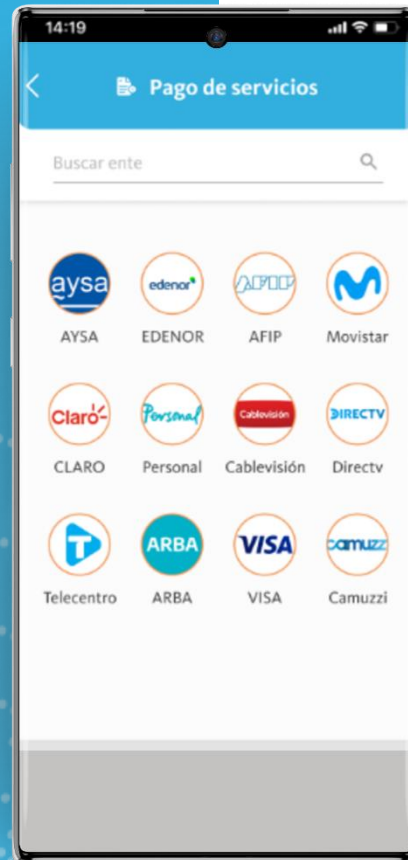 14:19
Pago de servicios
Buscar ente
aysa edenor AFIP
AYSA EDENOR AFIP Movistar
Claro Personal Cablevisión DIRECTV
CLARO Personal Cablevisión Directv
ARBA VISA camuzzi
Telecentro ARBA VISA Camuzzi